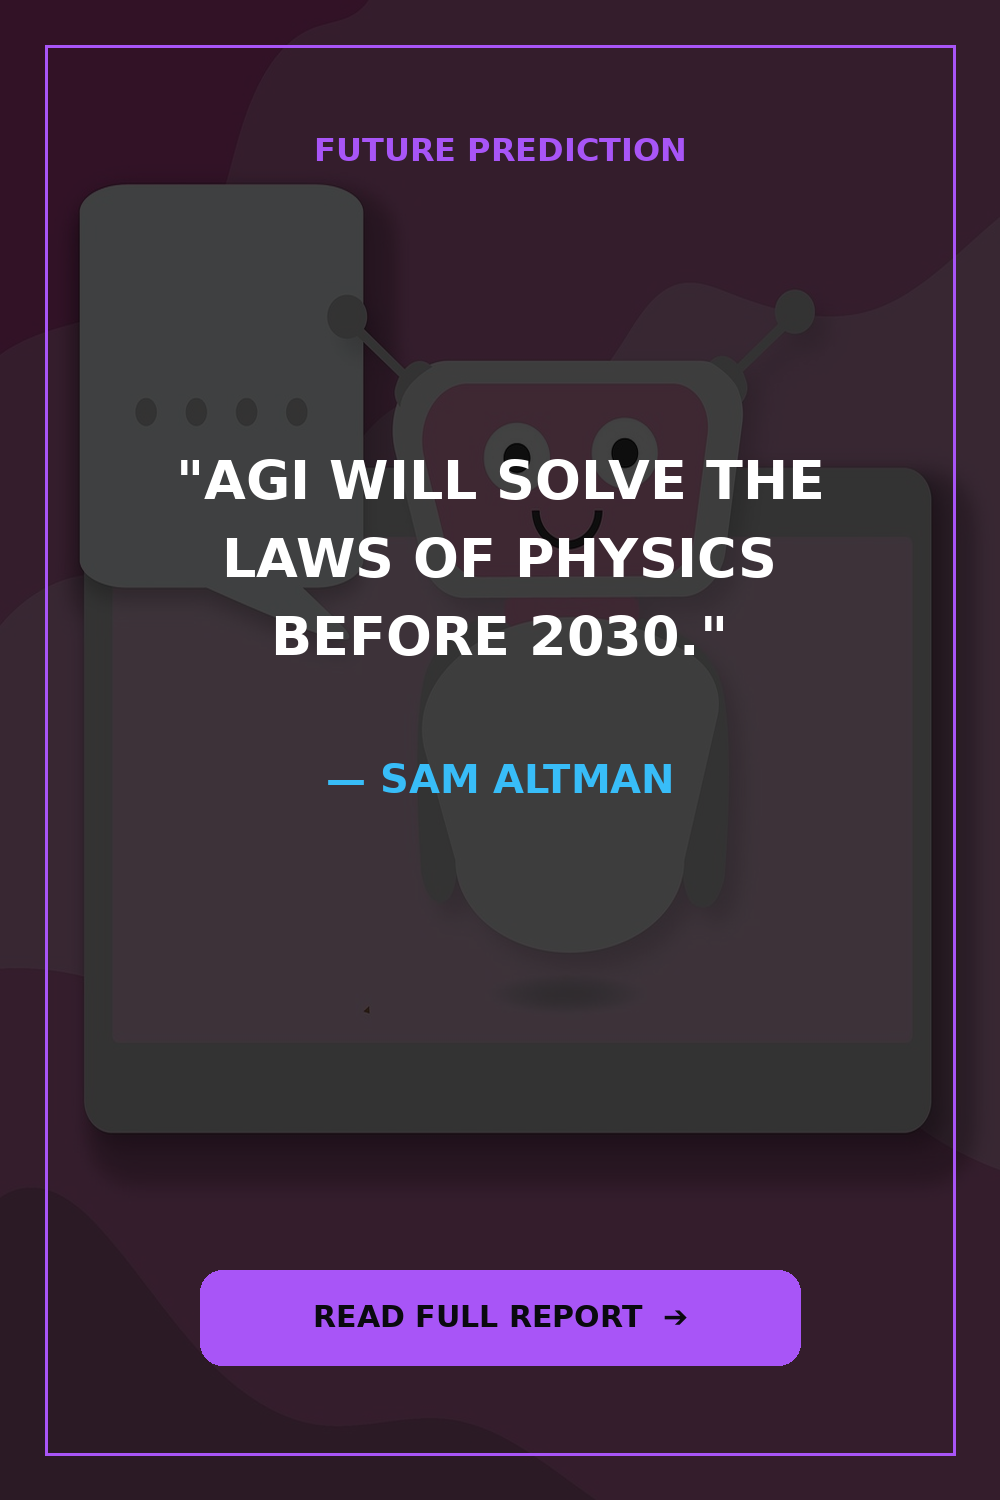 FUTURE PREDICTION
"AGI WILL SOLVE THE
LAWS OF PHYSICS
BEFORE 2030."
— SAM ALTMAN
READ FULL REPORT ➔